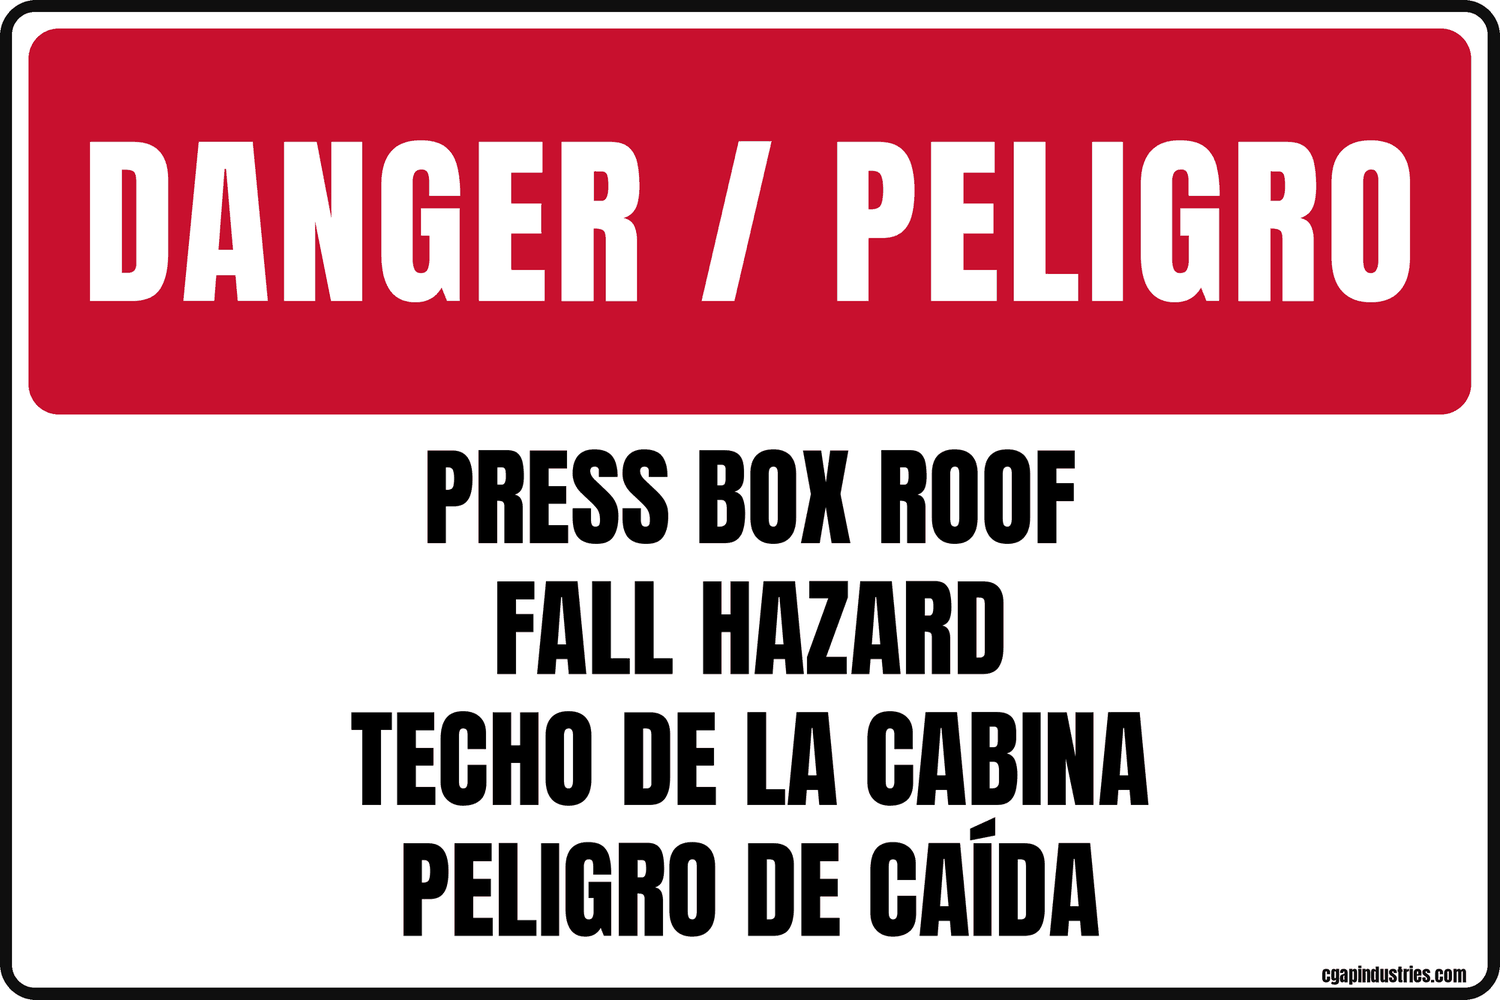 DANGER / PELIGRO
PRESS BOX ROOF
FALL HAZARD
TECHO DE LA CABINA
PELIGRO DE CAÍDA
cgapindustries.com